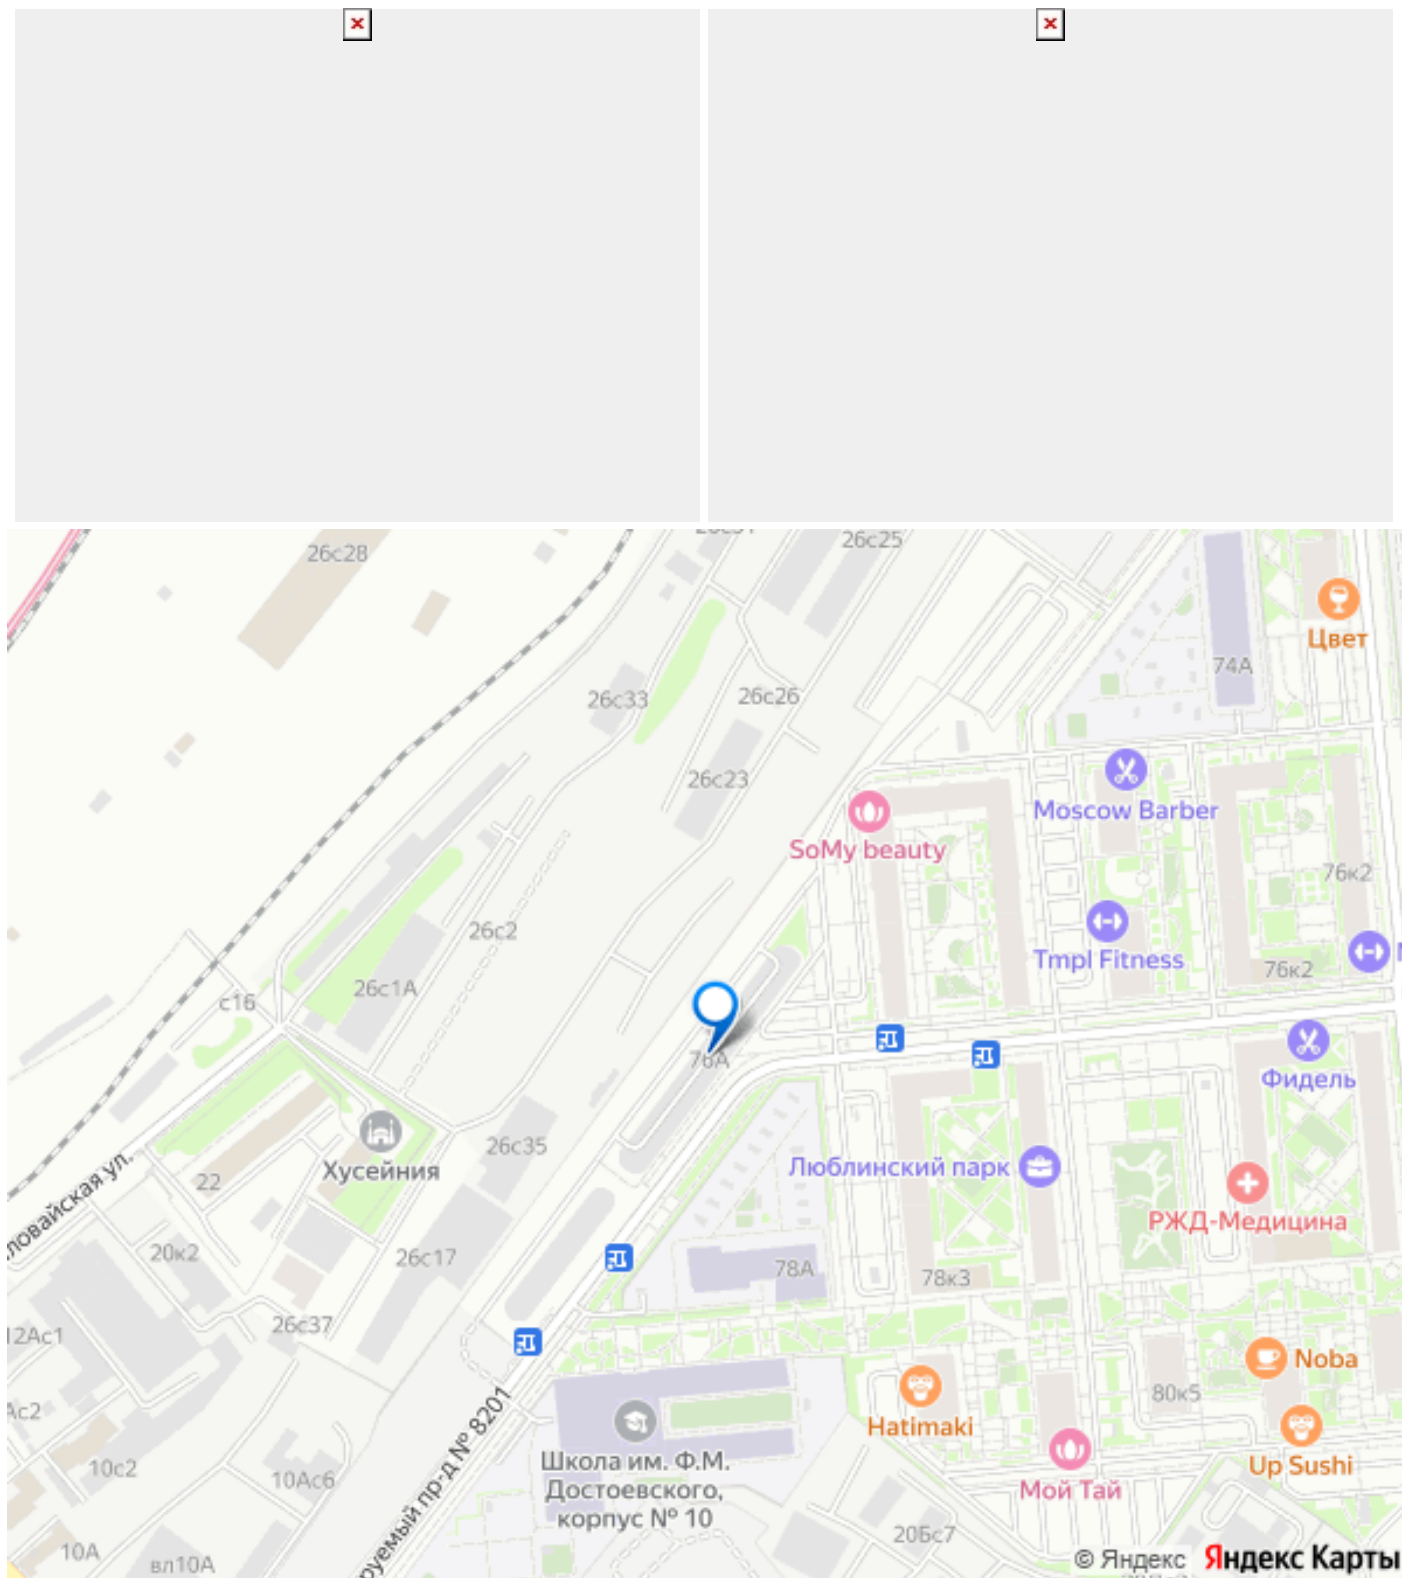 26с28
26с25
Цвет
74А
26с33
26с26
26с23
Moscow Barber
SoMy beauty
76к2
26с2
Tmpl Fitness
76к2
26с1А
с16
76А
Фидель
Хусейния
26с35
22
Люблинский парк
РЖД-Медицина
20к2
26с17
78А
78к3
26с37
12Ас1
Noba
80к5
Hatimaki
Школа им. Ф.М.
Достоевского,
корпус № 10
Up Sushi
Мой Тай
10с2
10Ас6
20Бс7
10А
вл10А
ловайская ул.
руемый пр-д № 8201
© Яндекс Яндекс Карты